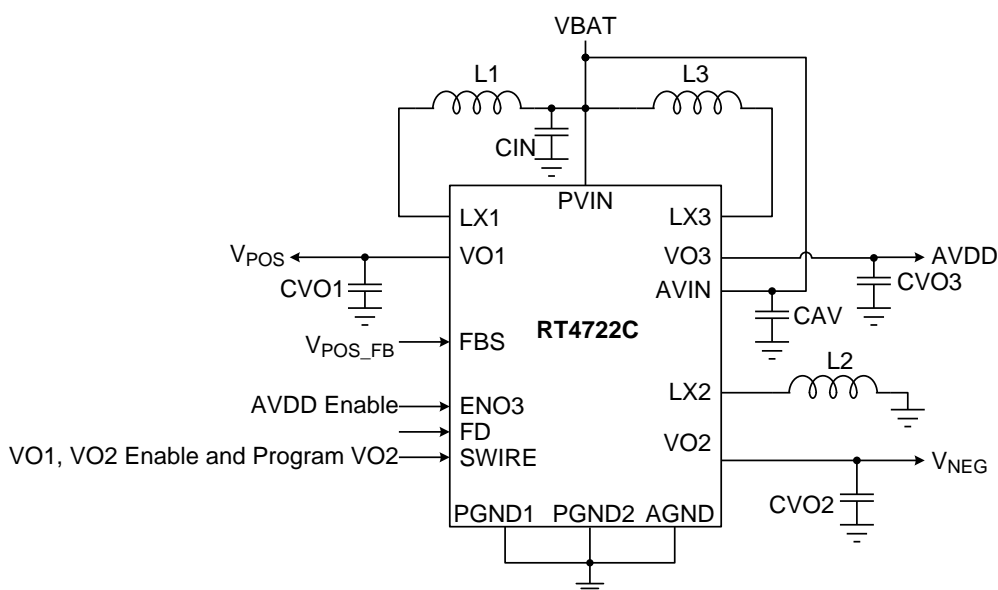 VBAT
L1
L3
CIN
PVIN
LX1
LX3
VPOS
VO1
VO3
AVDD
CVO1
CVO3
AVIN
CAV
RT4722C
VPOS_FB
FBS
L2
LX2
AVDD Enable
ENO3
FD
VO2
VO1, VO2 Enable and Program VO2
SWIRE
VNEG
CVO2
PGND1
PGND2
AGND